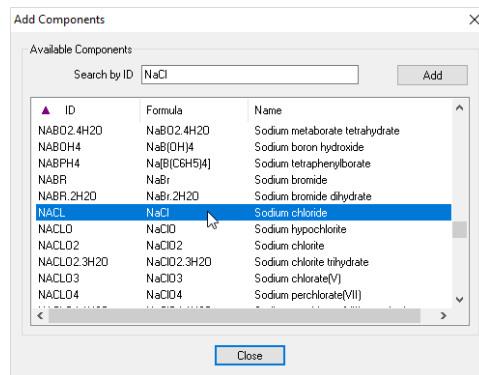 Add Components
Available Components
Search by ID NaCl Add
ID Formula Name
NABO2.4H2O NaBO2.4H2O Sodium metaborate tetrahydrate
NABOH4 NaB(OH)4 Sodium boron hydroxide
NABPH4 Na[B(C6H5)4] Sodium tetraphenylborate
NABR NaBr Sodium bromide
NABR.2H2O NaBr.2H2O Sodium bromide dihydrate
NACL NaCl Sodium chloride
NACLO NaClO Sodium hypochlorite
NACLO2 NaClO2 Sodium chlorite
NACLO2.3H2O NaClO2.3H2O Sodium chlorite trihydrate
NACLO3 NaClO3 Sodium chlorate(V)
NACLO4 NaClO4 Sodium perchlorate(VII)
Close